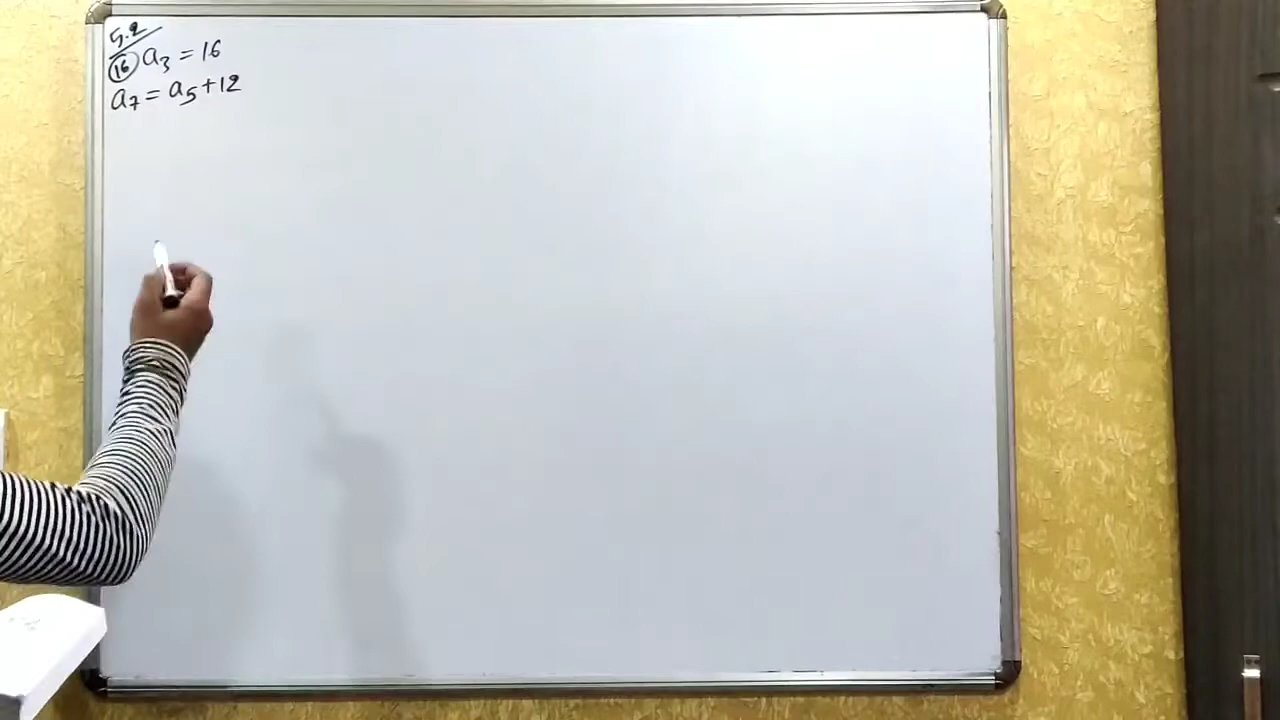 5.2
(16) a₃ = 16
a₇ = a₅ + 12